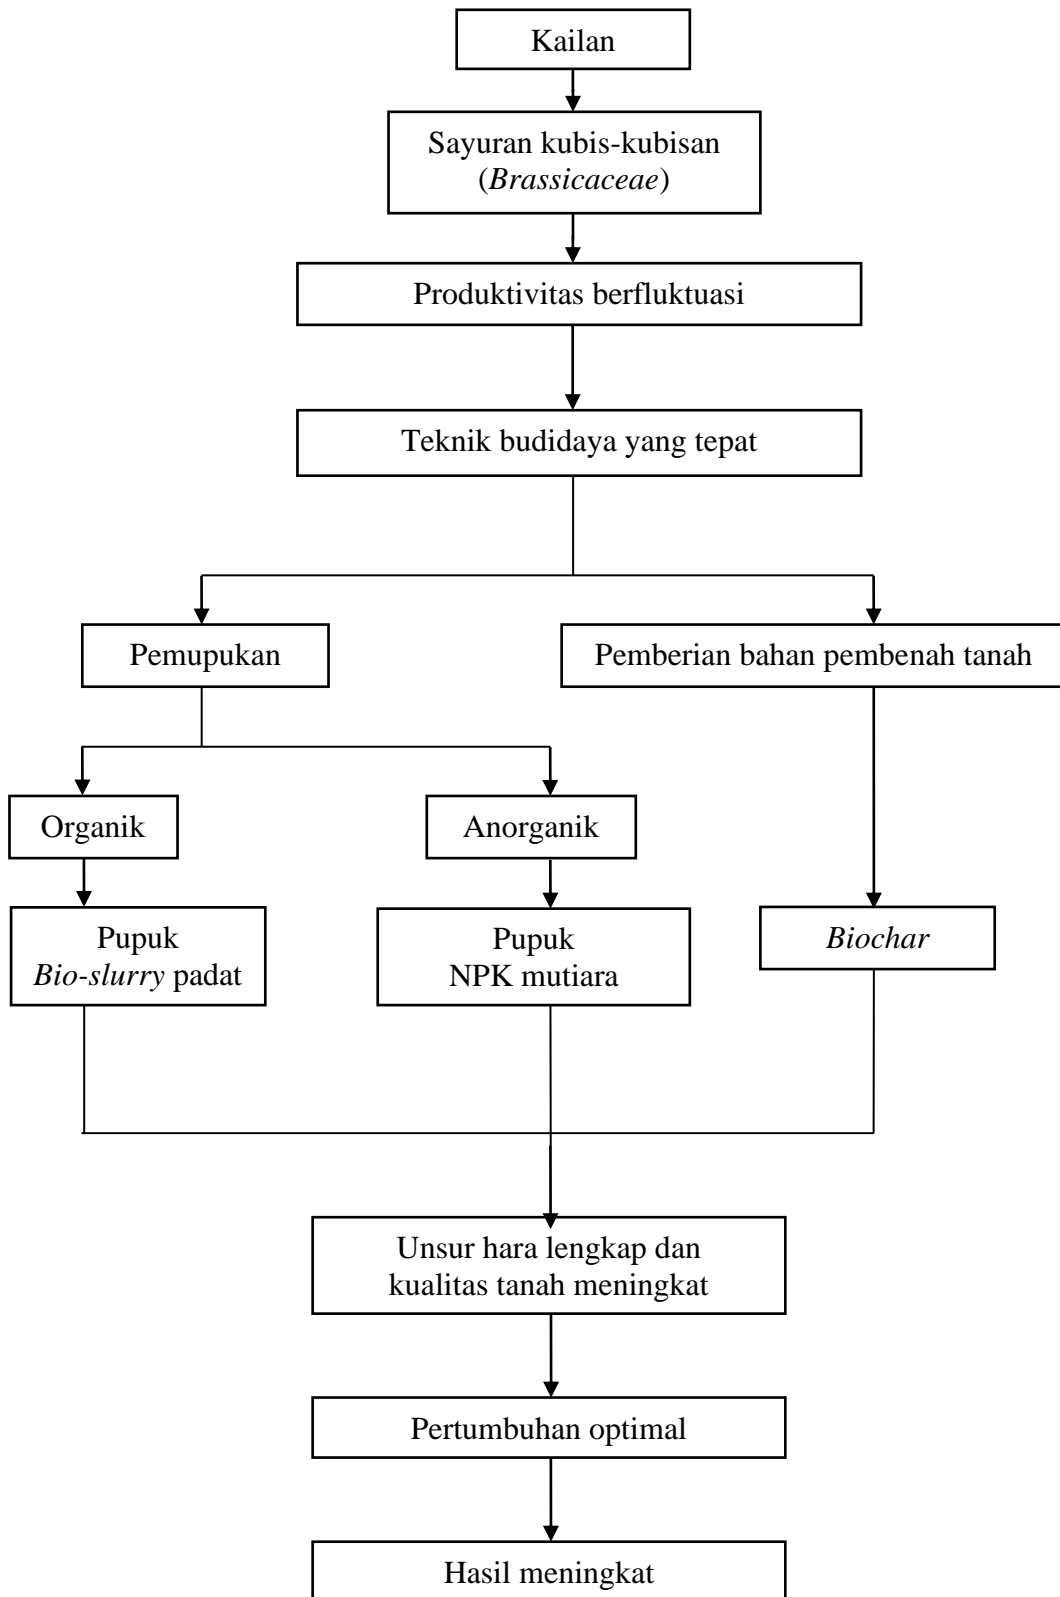 Kailan
Sayuran kubis-kubisan
(Brassicaceae)
Produktivitas berfluktuasi
Teknik budidaya yang tepat
Pemupukan
Pemberian bahan pembenah tanah
Organik
Anorganik
Pupuk
Bio-slurry padat
Pupuk
NPK mutiara
Biochar
Unsur hara lengkap dan
kualitas tanah meningkat
Pertumbuhan optimal
Hasil meningkat